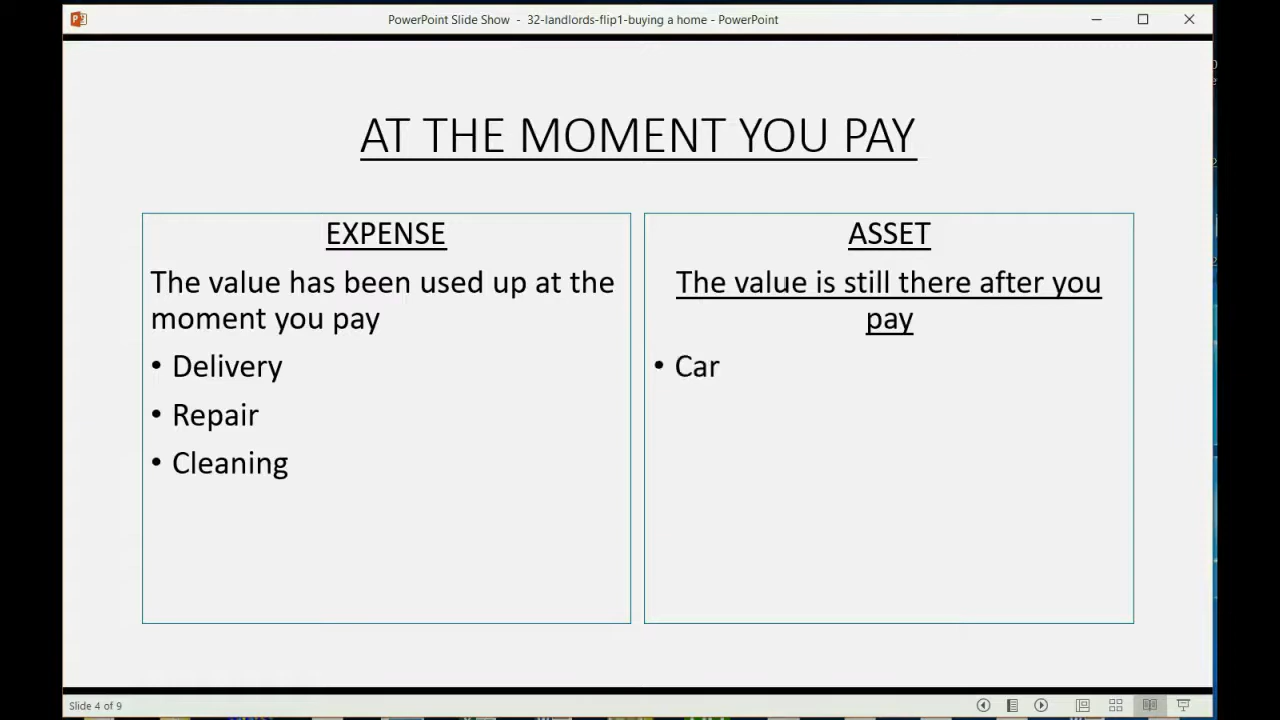 PowerPoint Slide Show - 32-landlords-flip1-buying a home - PowerPoint
AT THE MOMENT YOU PAY
EXPENSE
The value has been used up at the
moment you pay
• Delivery
• Repair
• Cleaning
ASSET
The value is still there after you
pay
• Car
Slide 4 of 9